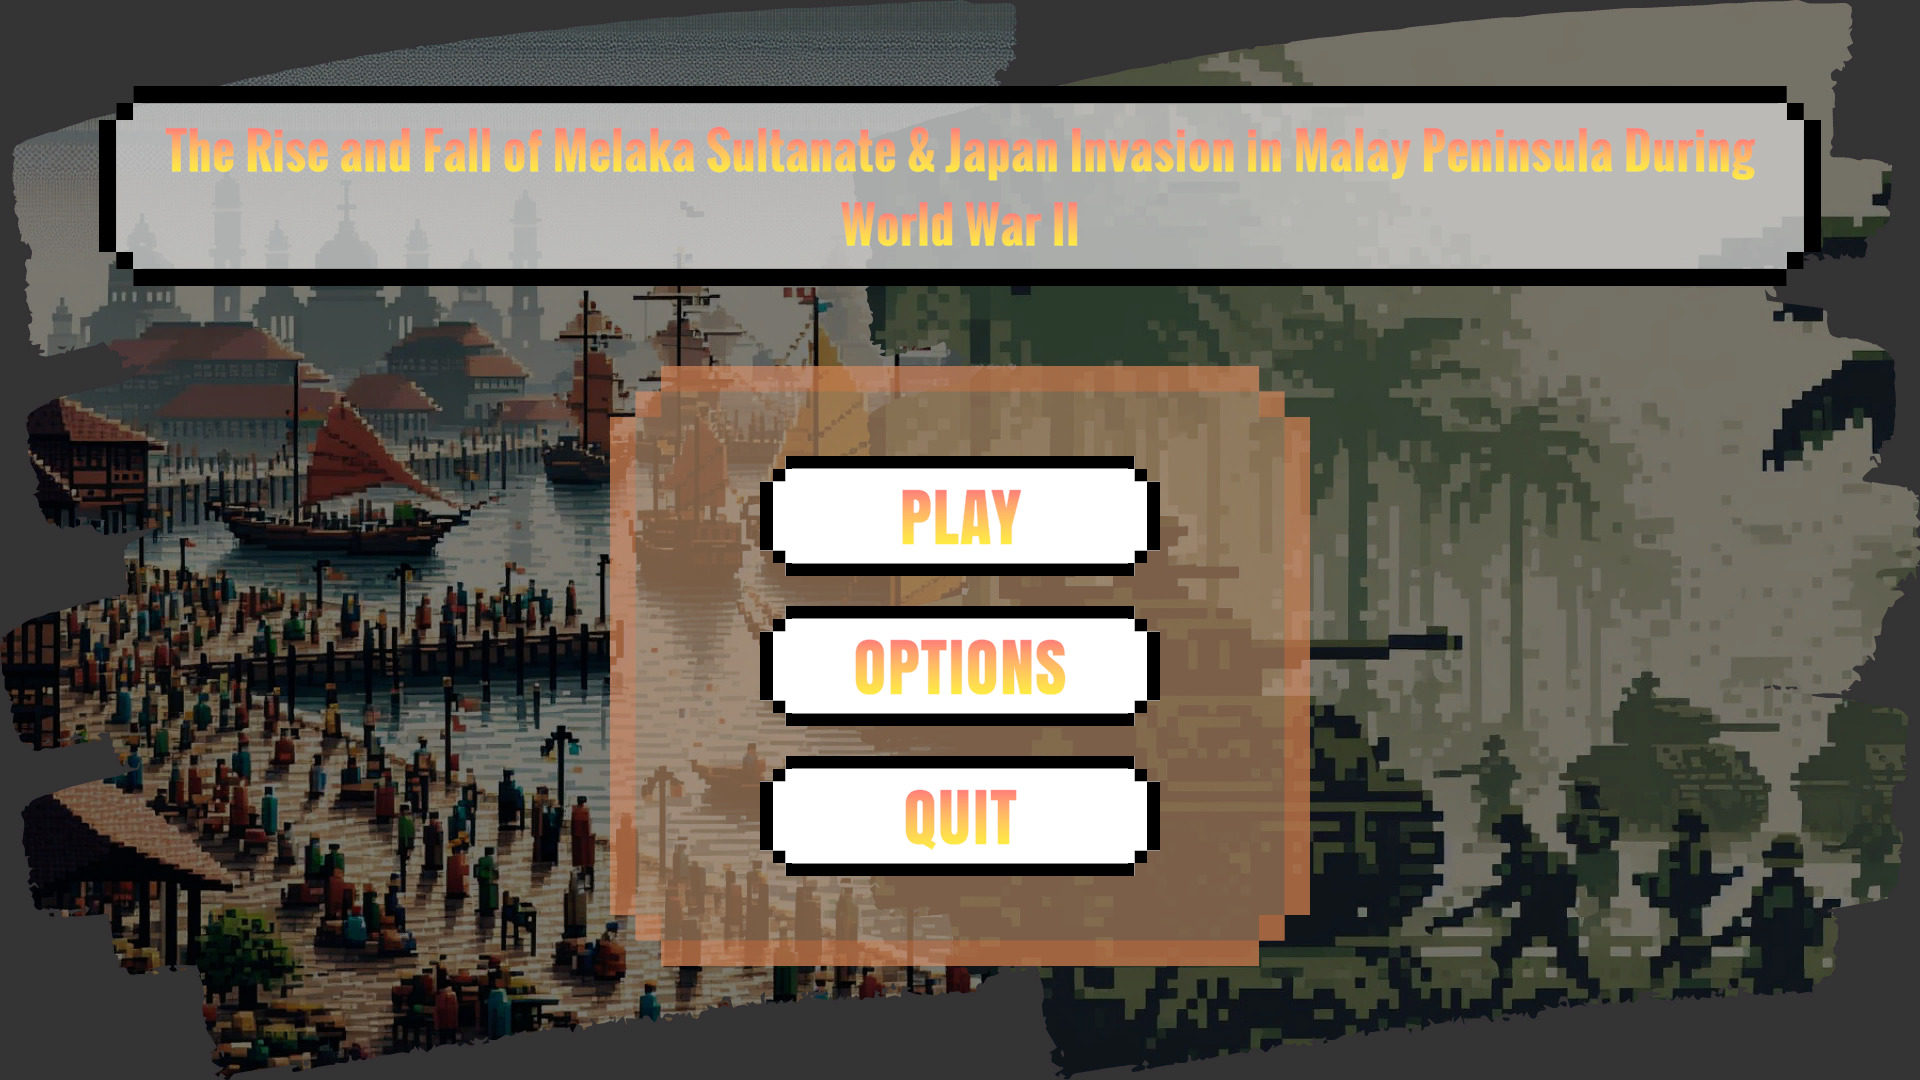 The Rise and Fall of Melaka Sultanate & Japan Invasion in Malay Peninsula During
World War II
PLAY
OPTIONS
QUIT